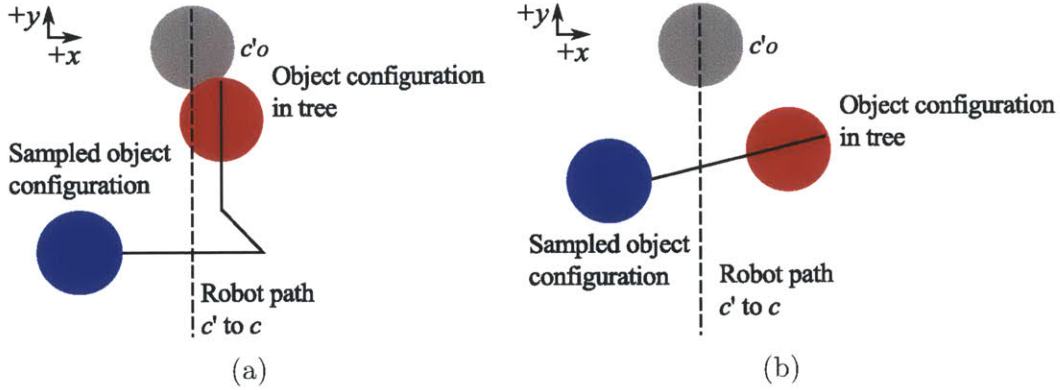 +y
+x
c'o
Object configuration
in tree
Sampled object
configuration
Robot path
c' to c
(a)
+y
+x
c'o
Object configuration
in tree
Sampled object
configuration
Robot path
c' to c
(b)